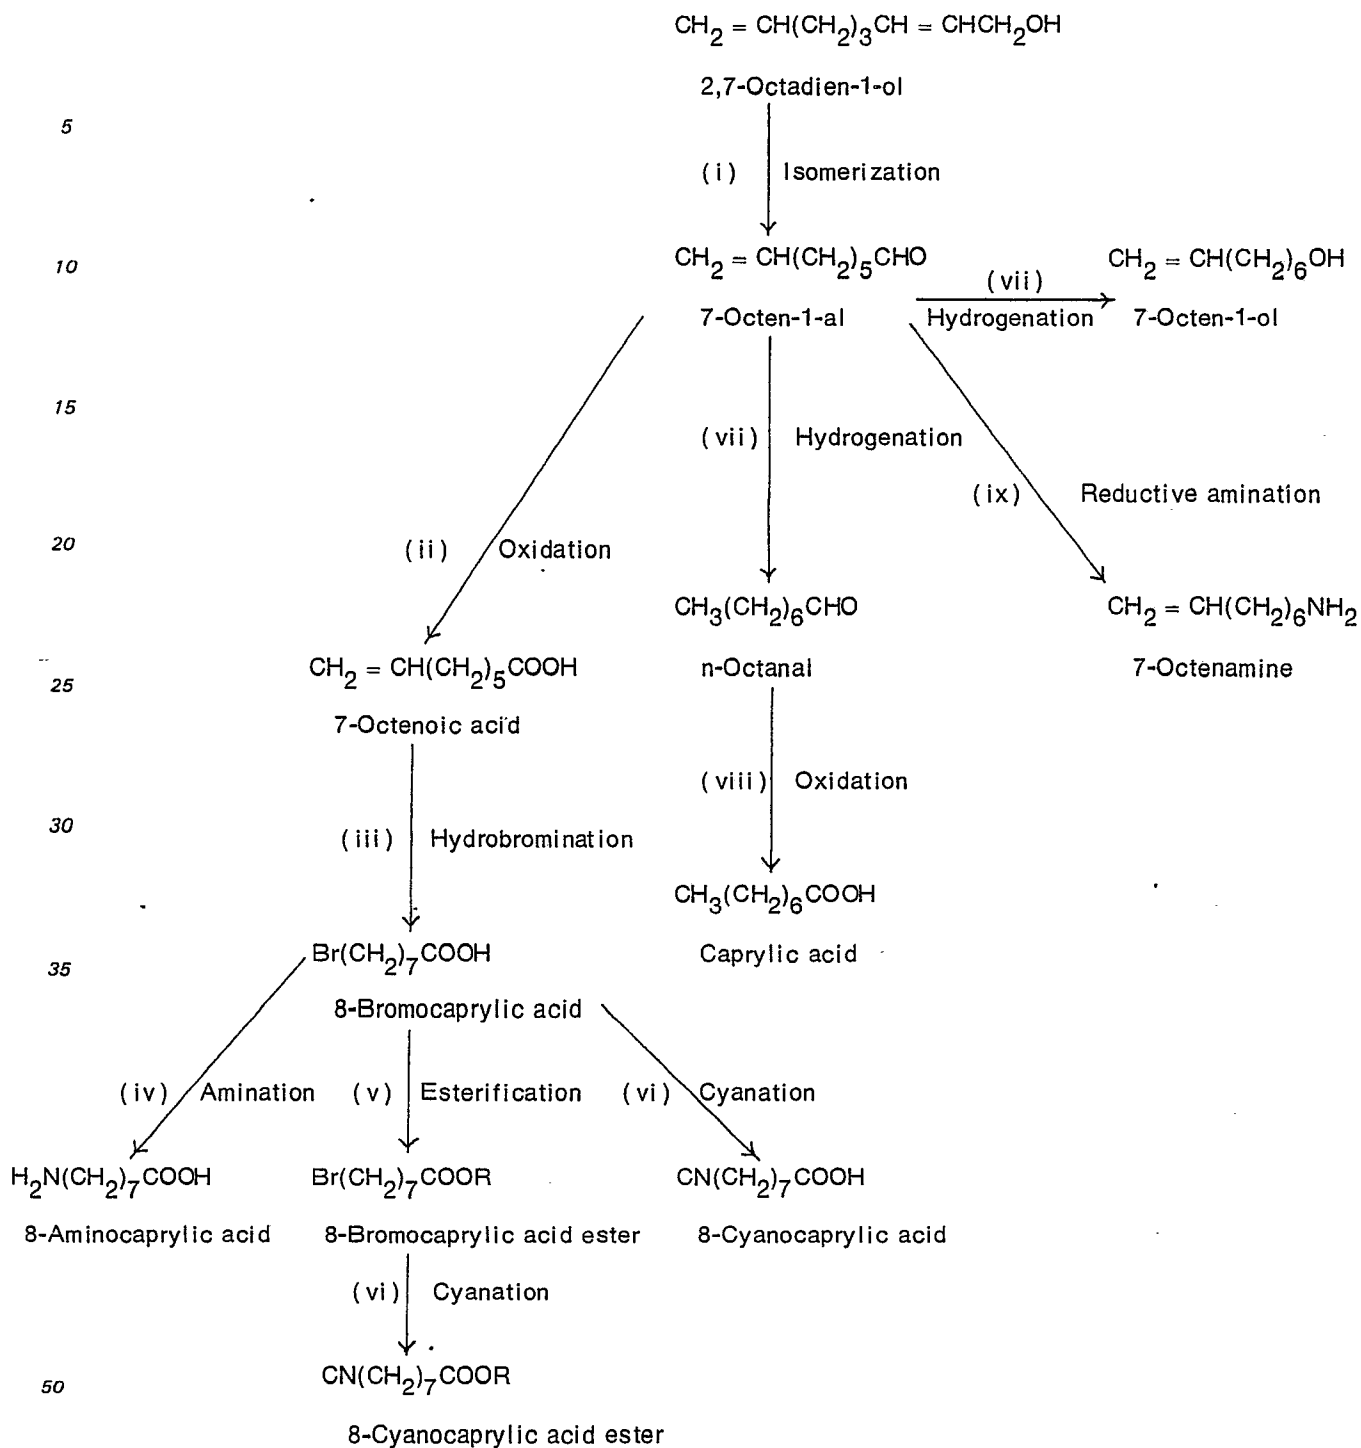 CH2 = CH(CH2)3CH = CHCH2OH
2,7-Octadien-1-ol
5
(i) Isomerization
10
CH2 = CH(CH2)5CHO
(vii)
CH2 = CH(CH2)6OH
7-Octen-1-al
Hydrogenation
7-Octen-1-ol
15
(vii) Hydrogenation
(ix) Reductive amination
20
(ii) Oxidation
CH3(CH2)6CHO
CH2 = CH(CH2)6NH2
CH2 = CH(CH2)5COOH
n-Octanal
7-Octenamine
25
7-Octenoic acid
(viii) Oxidation
30
(iii) Hydrobromination
CH3(CH2)6COOH
Br(CH2)7COOH
Caprylic acid
35
8-Bromocaprylic acid
(iv) Amination (v) Esterification (vi) Cyanation
H2N(CH2)7COOH Br(CH2)7COOR CN(CH2)7COOH
8-Aminocaprylic acid 8-Bromocaprylic acid ester 8-Cyanocaprylic acid
(vi) Cyanation
CN(CH2)7COOR
50
8-Cyanocaprylic acid ester